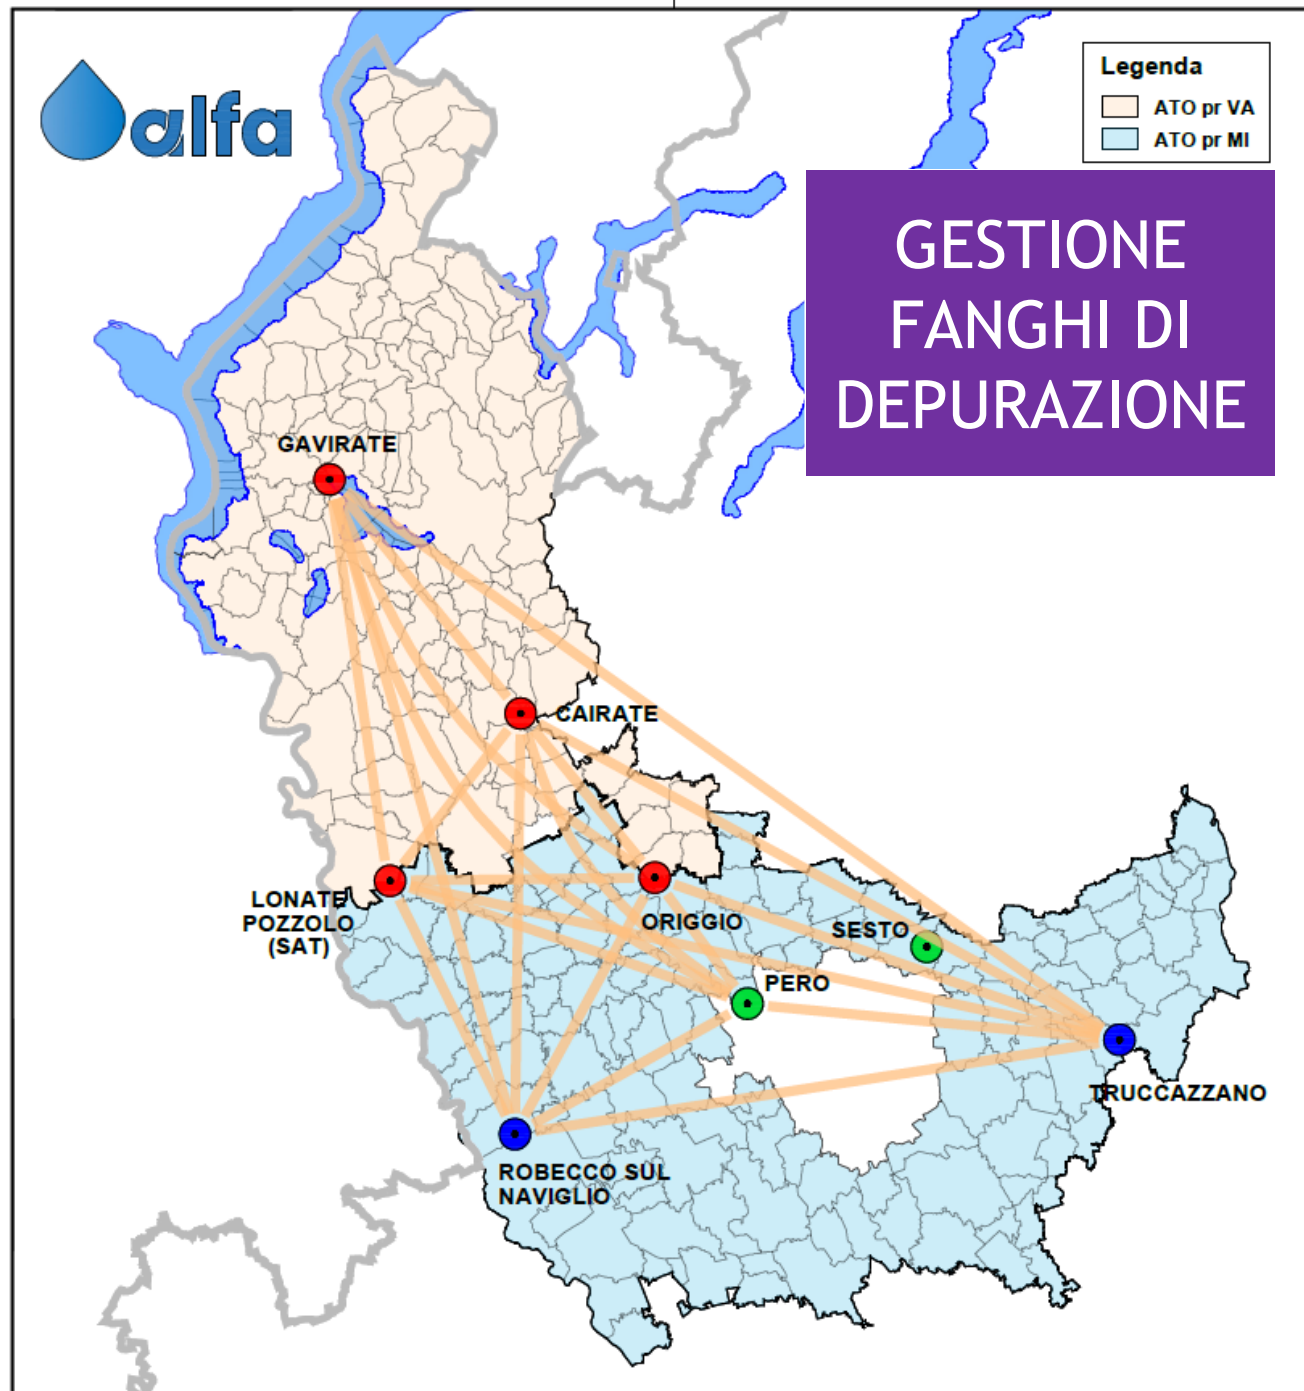 alfa
Legenda
ATO pr VA
ATO pr MI
GESTIONE
FANGHI DI
DEPURAZIONE
GAVIRATE
CAIRATE
LONATE
POZZOLO
(SAT)
ORIGGIO
SESTO
PERO
TRUCCAZZANO
ROBECCO SUL
NAVIGLIO